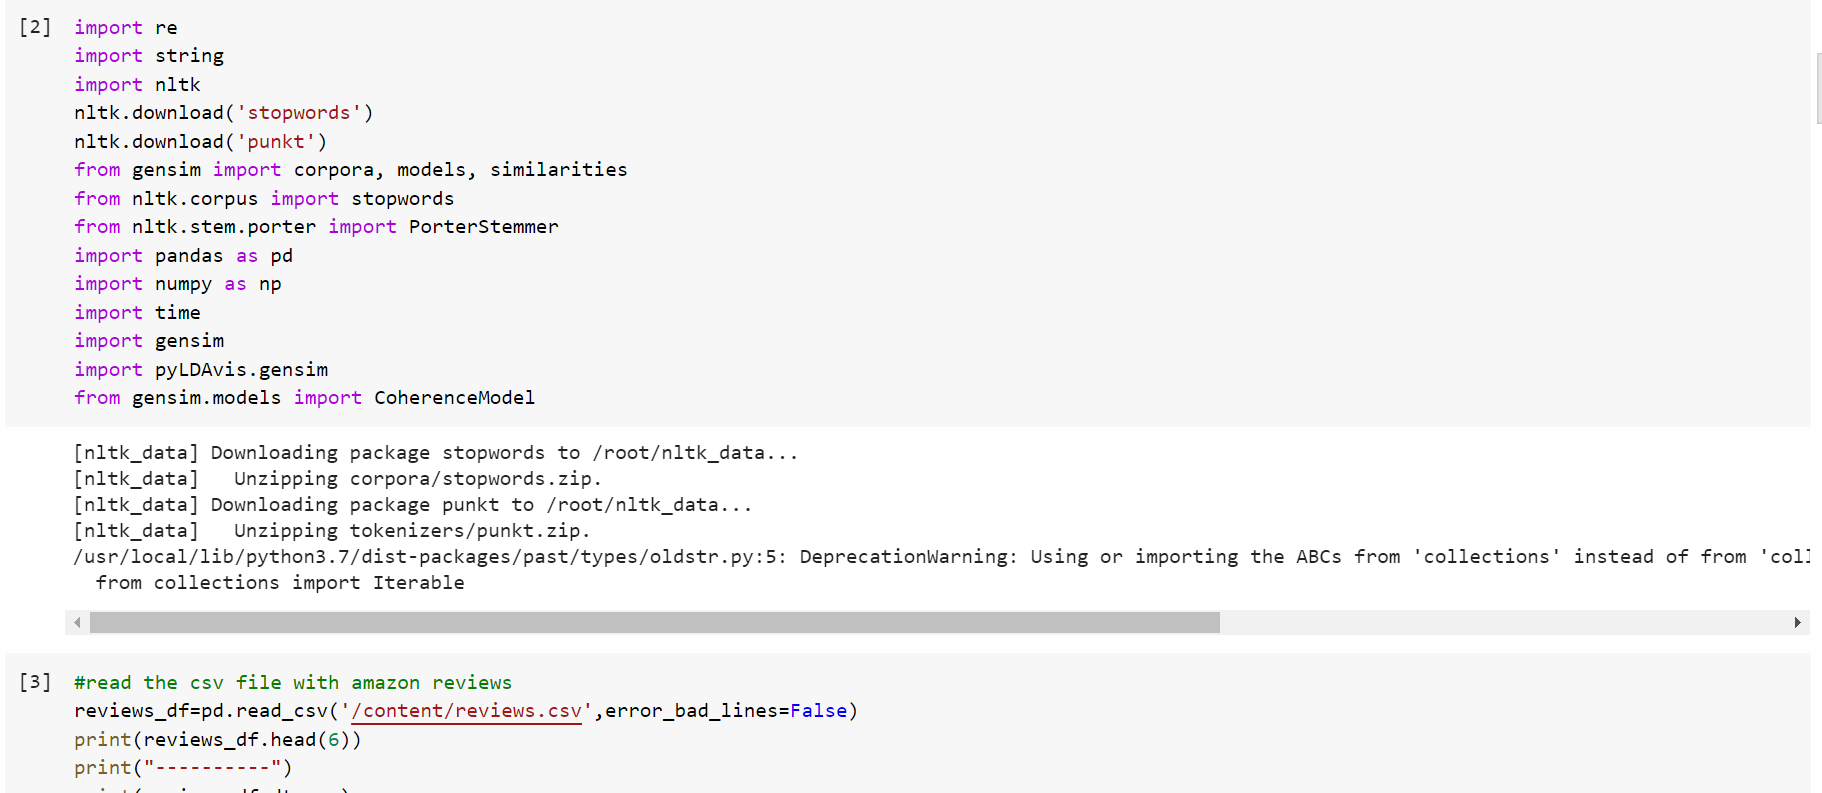 [2] import re
import string
import nltk
nltk.download('stopwords')
nltk.download('punkt')
from gensim import corpora, models, similarities
from nltk.corpus import stopwords
from nltk.stem.porter import PorterStemmer
import pandas as pd
import numpy as np
import time
import gensim
import pyLDAvis.gensim
from gensim.models import CoherenceModel
[nltk_data] Downloading package stopwords to /root/nltk_data...
[nltk_data]   Unzipping corpora/stopwords.zip.
[nltk_data] Downloading package punkt to /root/nltk_data...
[nltk_data]   Unzipping tokenizers/punkt.zip.
/usr/local/lib/python3.7/dist-packages/past/types/oldstr.py:5: DeprecationWarning: Using or importing the ABCs from 'collections' instead of from 'coll
  from collections import Iterable
[3] #read the csv file with amazon reviews
reviews_df=pd.read_csv('/content/reviews.csv',error_bad_lines=False)
print(reviews_df.head(6))
print("----------")